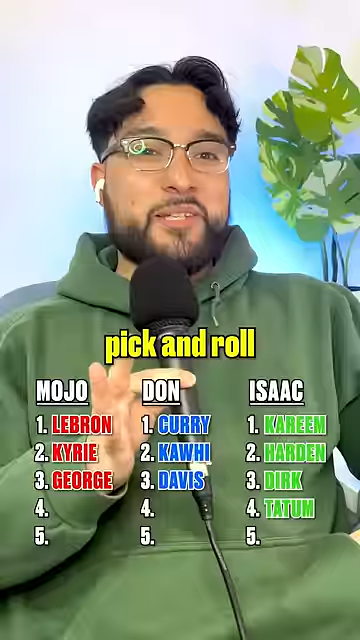 pick and roll
MOJO DON ISAAC
1. LEBRON 1. CURRY 1. KAREEM
2. KYRIE 2. KAWHI 2. HARDEN
3. GEORGE 3. DAVIS 3. DIRK
4. 4. 4. TATUM
5. 5. 5.